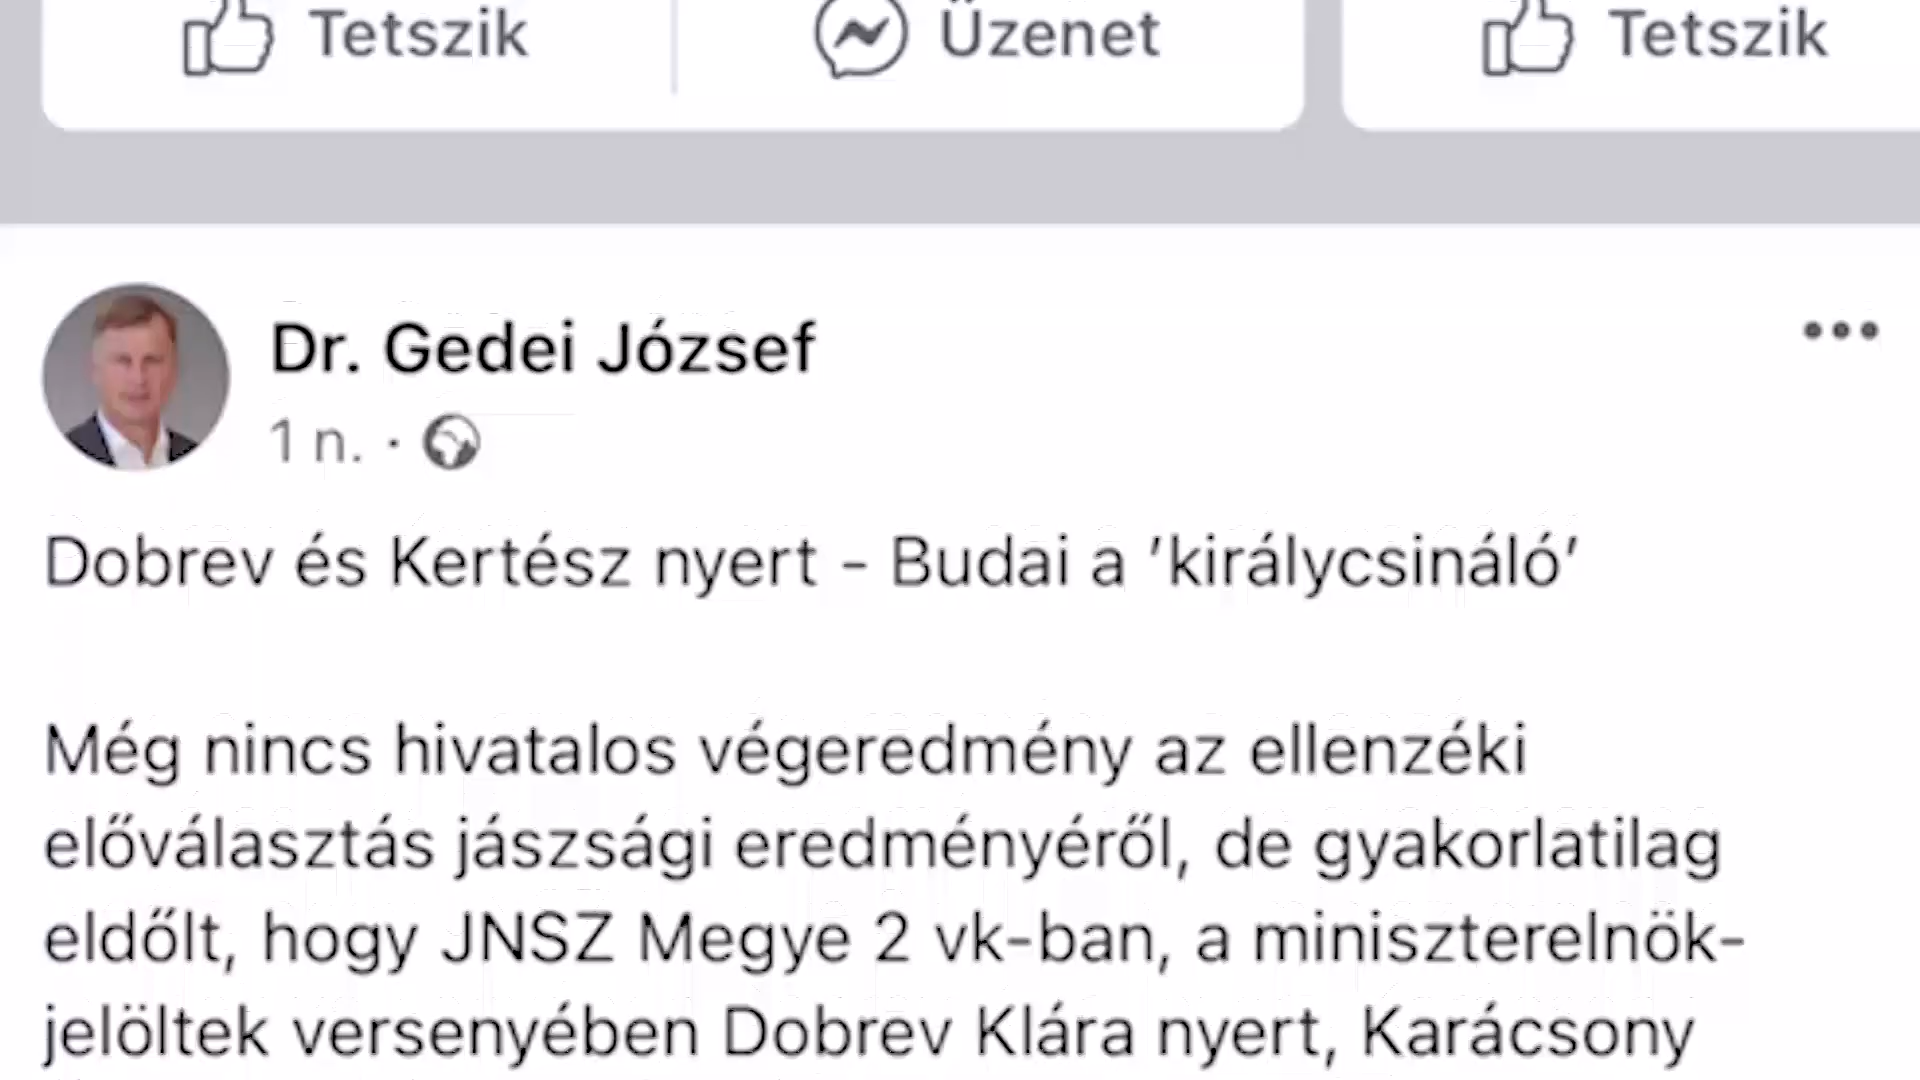 Tetszik
Üzenet
Tetszik
Dr. Gedei József
1 n. ·
Dobrev és Kertész nyert - Budai a ’királycsináló’
Még nincs hivatalos végeredmény az ellenzéki
előválasztás jászsági eredményéről, de gyakorlatilag
eldőlt, hogy JNSZ Megye 2 vk-ban, a miniszterelnök-
jelöltek versenyében Dobrev Klára nyert, Karácsony